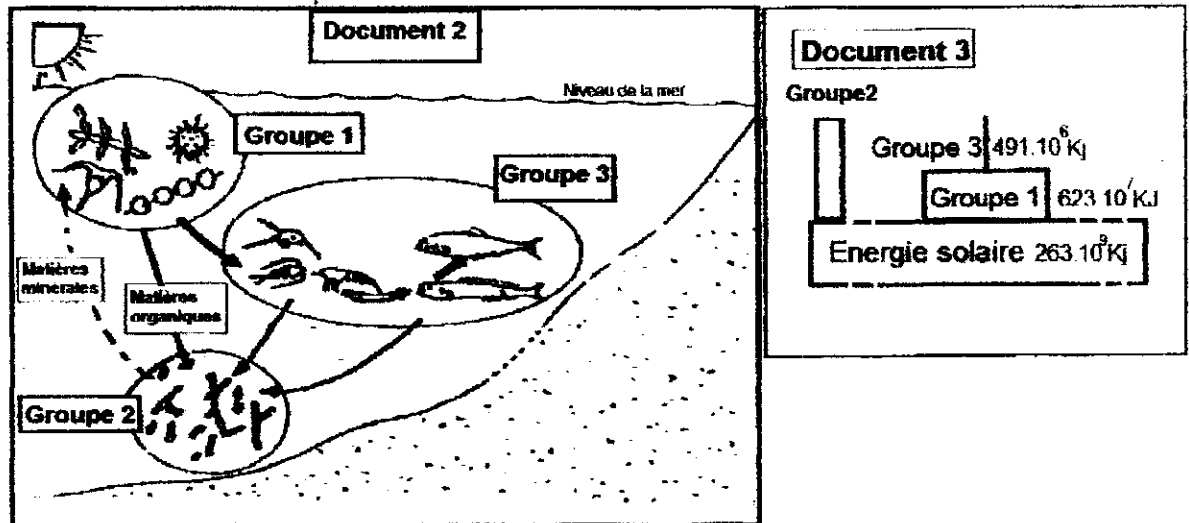 Document 2
Niveau de la mer
Groupe 1
Groupe 3
Matières
minerales
Matières
organiques
Groupe 2
Document 3
Groupe2
Groupe 3 491.10⁶Kj
Groupe 1 623 10⁷KJ
Energie solaire 263.10⁹Kj